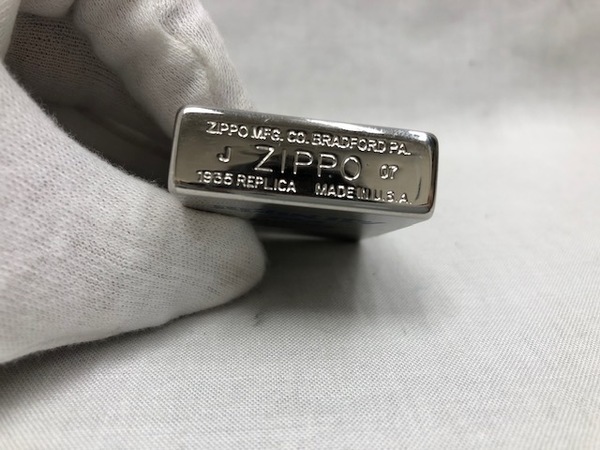 ZIPPO MFG. CO. BRADFORD PA.
J ZIPPO 07
1935 REPLICA MADE IN U.S.A.